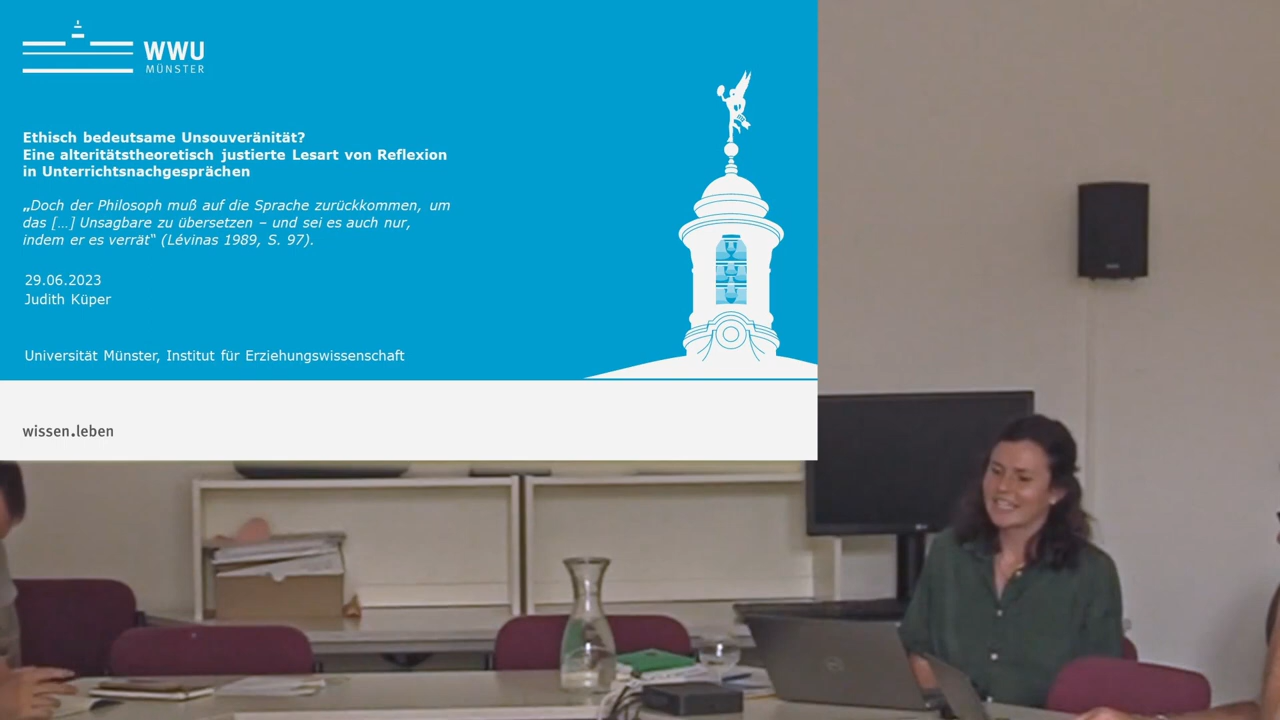 WWU
MÜNSTER
Ethisch bedeutsame Unsouveränität?
Eine alteritätstheoretisch justierte Lesart von Reflexion
in Unterrichtsnachgesprächen
„Doch der Philosoph muß auf die Sprache zurückkommen, um
das […] Unsagbare zu übersetzen – und sei es auch nur,
indem er es verrät“ (Lévinas 1989, S. 97).
29.06.2023
Judith Küper
Universität Münster, Institut für Erziehungswissenschaft
wissen.leben